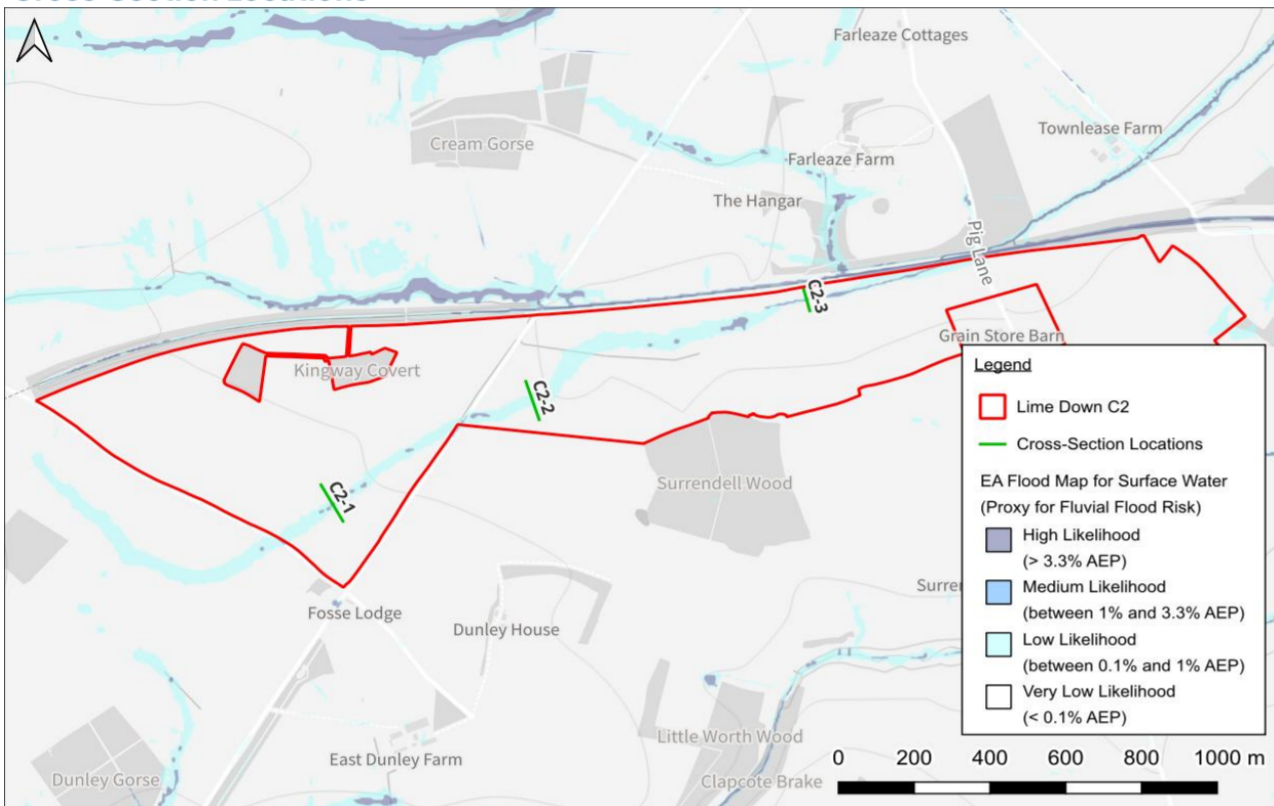 Cross-Section Locations
Farleaze Cottages
Townlease Farm
Cream Gorse
Farleaze Farm
The Hangar
Pig Lane
C2-3
Grain Store Barn
Kingway Covert
C2-2
C2-1
Surrendell Wood
Fosse Lodge
Dunley House
Little Worth Wood
East Dunley Farm
Dunley Gorse
Clapcote Brake
Legend
Lime Down C2
Cross-Section Locations
EA Flood Map for Surface Water
(Proxy for Fluvial Flood Risk)
High Likelihood
(> 3.3% AEP)
Medium Likelihood
(between 1% and 3.3% AEP)
Low Likelihood
(between 0.1% and 1% AEP)
Very Low Likelihood
(< 0.1% AEP)
0 200 400 600 800 1000 m